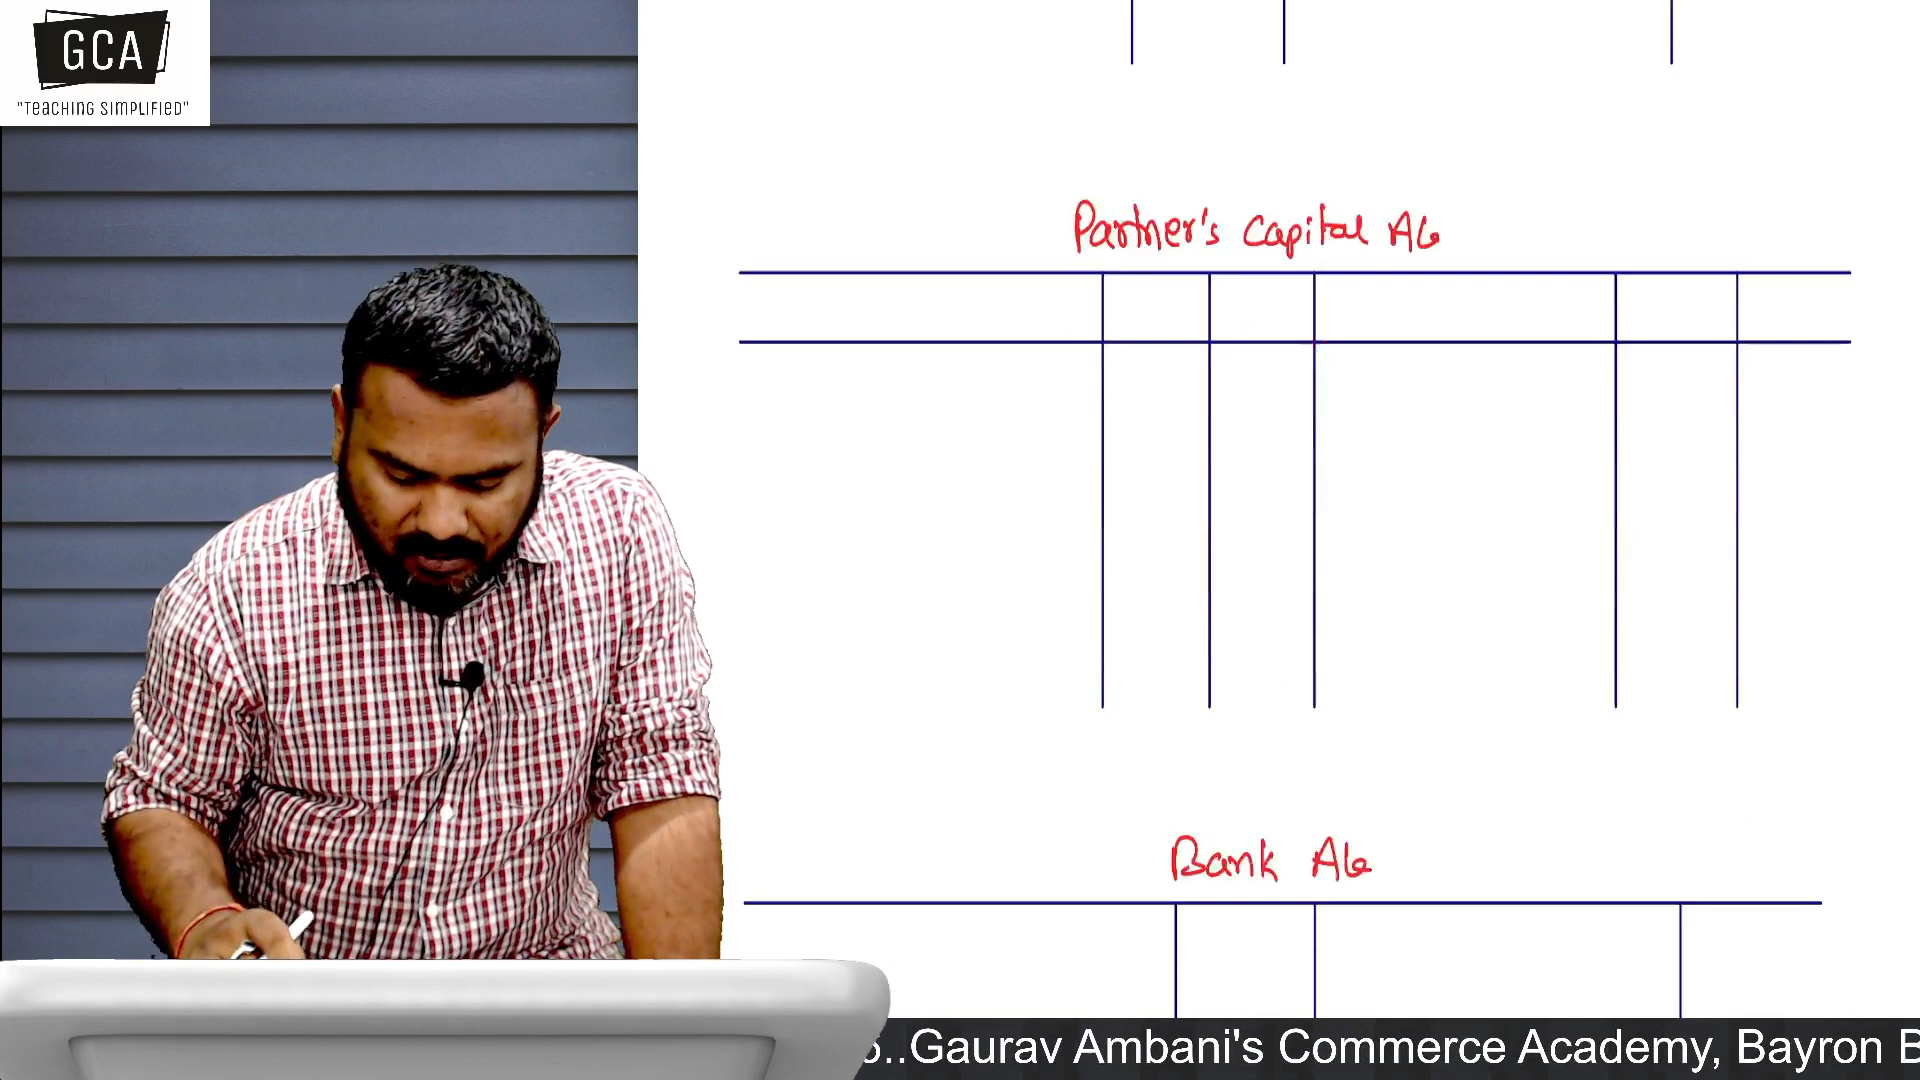 GCA
"TEACHING SIMPLIFIED"
Partner's Capital A/c
Bank A/c
..Gaurav Ambani's Commerce Academy, Bayron B